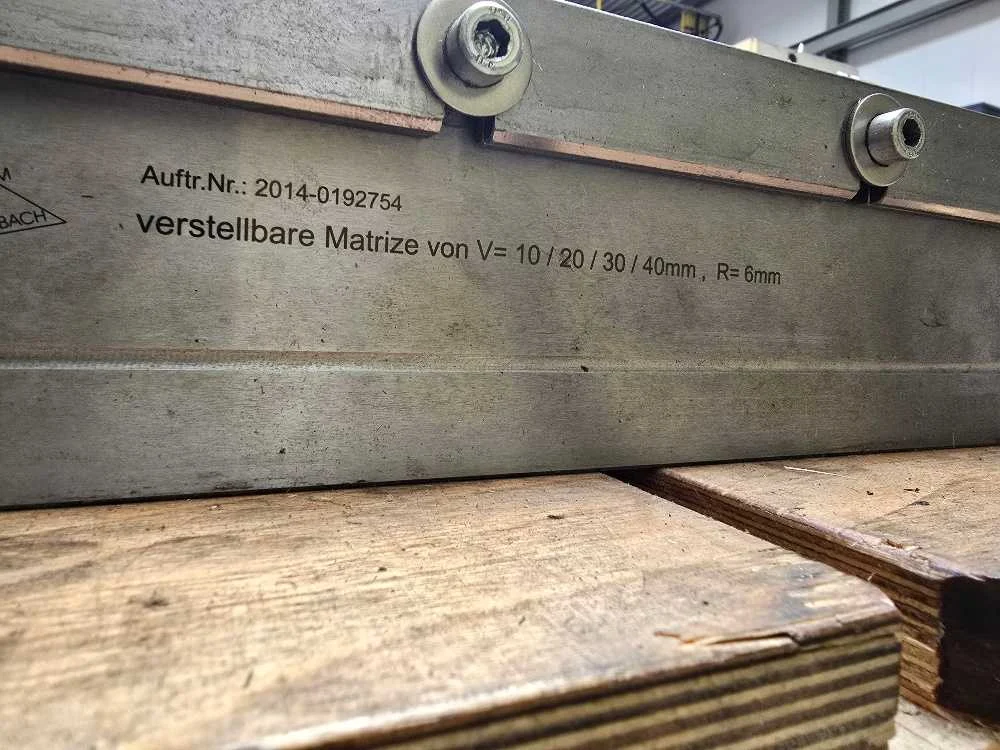 M
BACH
Auftr.Nr.: 2014-0192754
verstellbare Matrize von V= 10 / 20 / 30 / 40mm , R= 6mm